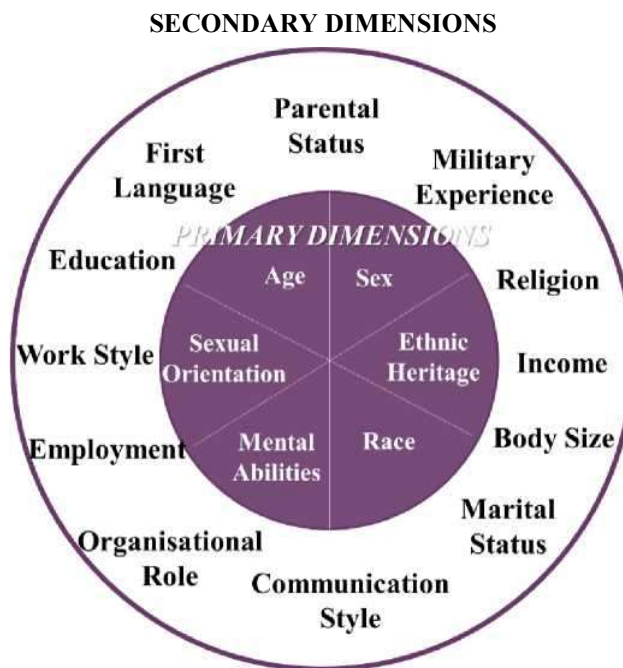 SECONDARY DIMENSIONS
Parental
Status
First
Language
Military
Experience
PRIMARY DIMENSIONS
Education
Age
Sex
Religion
Work Style
Sexual
Orientation
Ethnic
Heritage
Income
Employment
Mental
Abilities
Race
Body Size
Marital
Status
Organisational
Role
Communication
Style